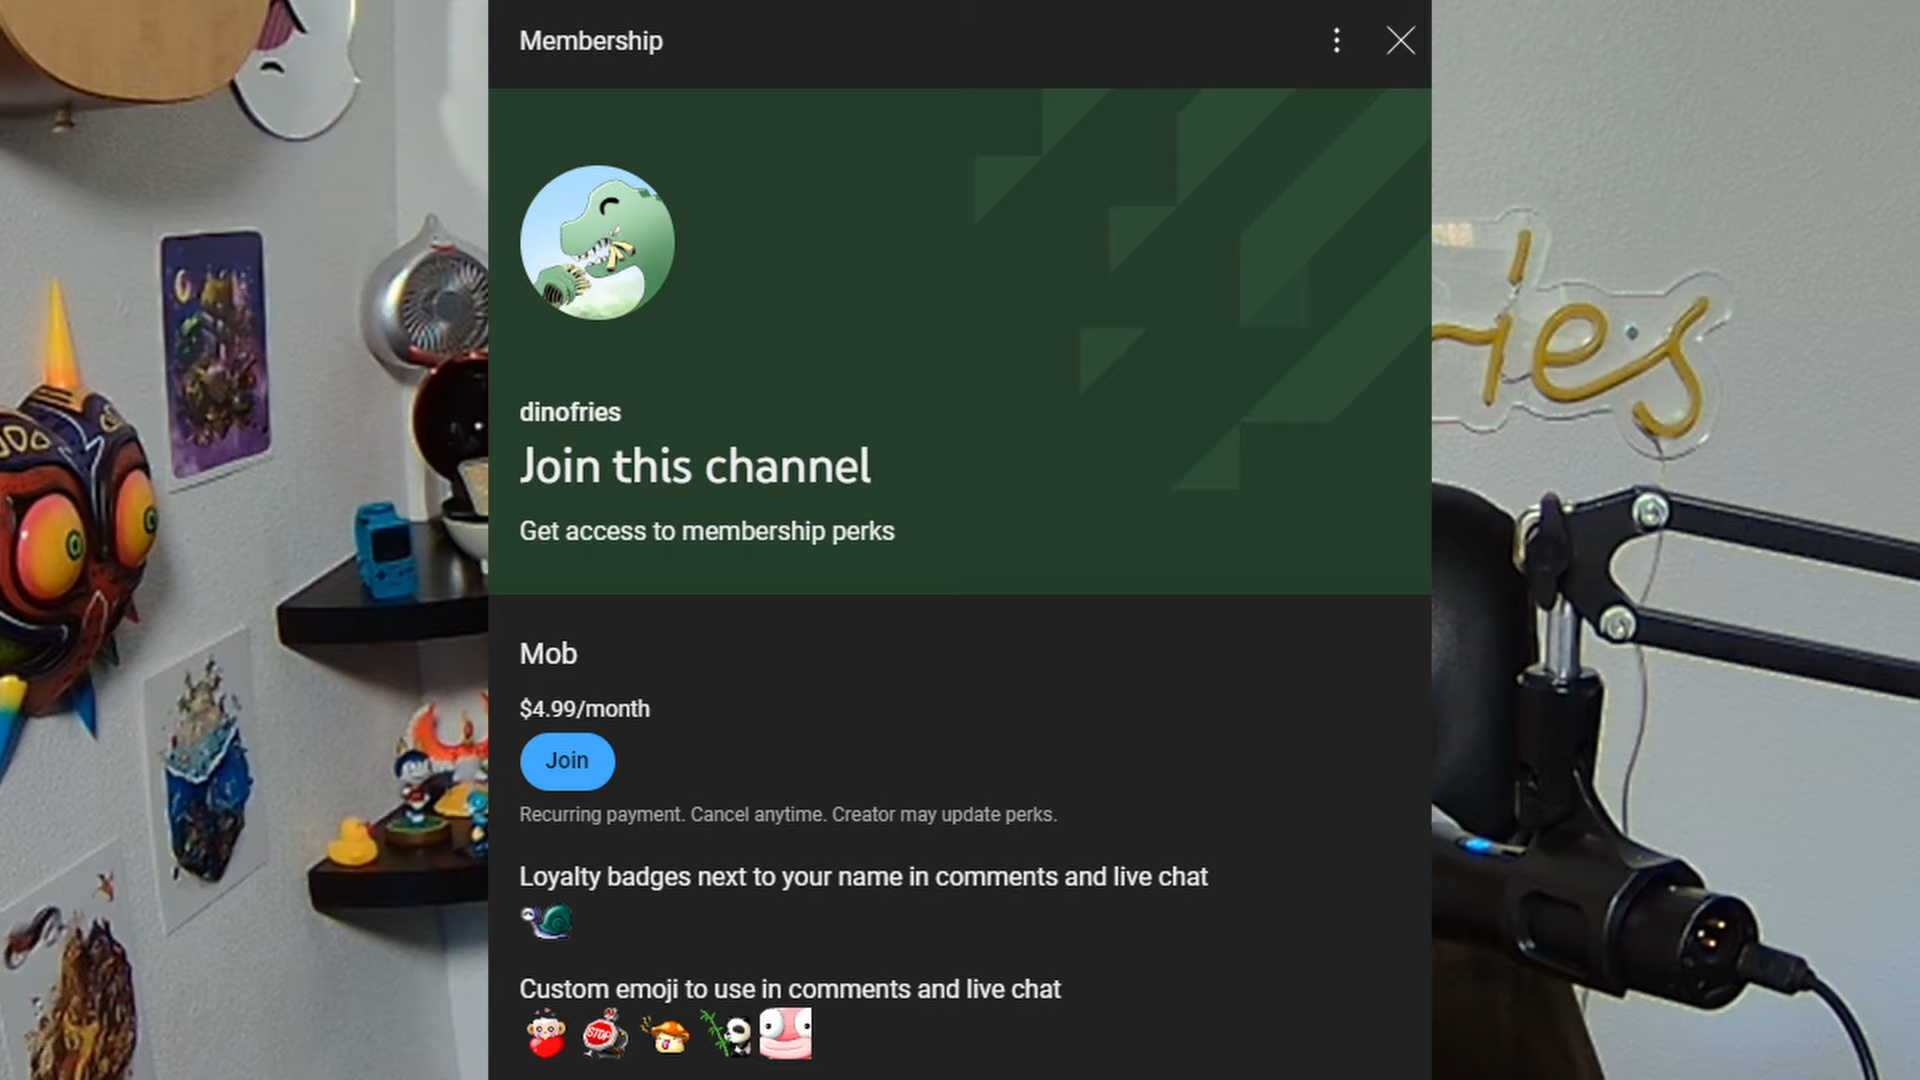 Membership
dinofries
Join this channel
Get access to membership perks
Mob
$4.99/month
Join
Recurring payment. Cancel anytime. Creator may update perks.
Loyalty badges next to your name in comments and live chat
Custom emoji to use in comments and live chat
STOP
ries